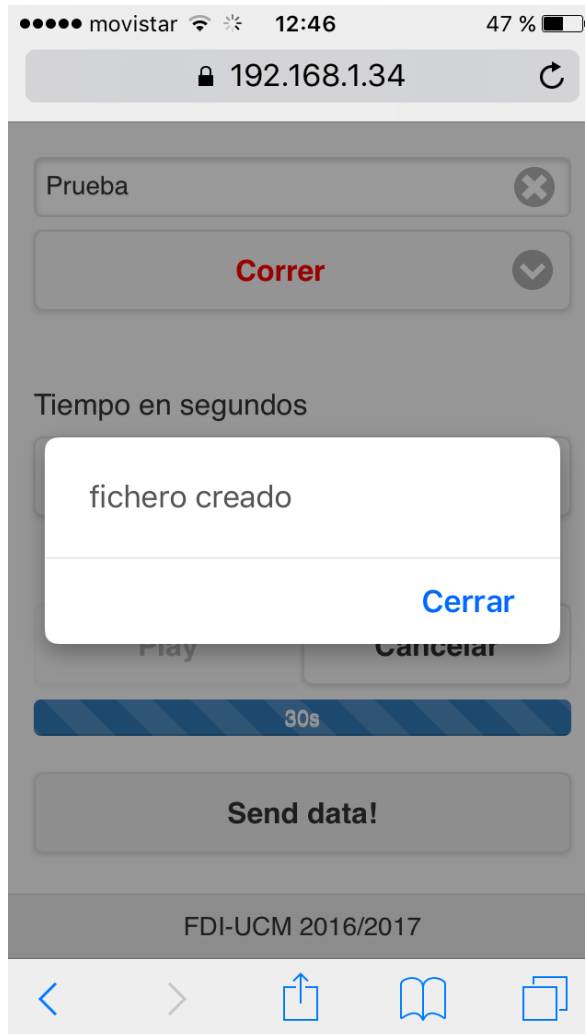 movistar 12:46 47 %
192.168.1.34
Prueba
Correr
Tiempo en segundos
fichero creado
Cerrar
Play Cancelar
30s
Send data!
FDI-UCM 2016/2017